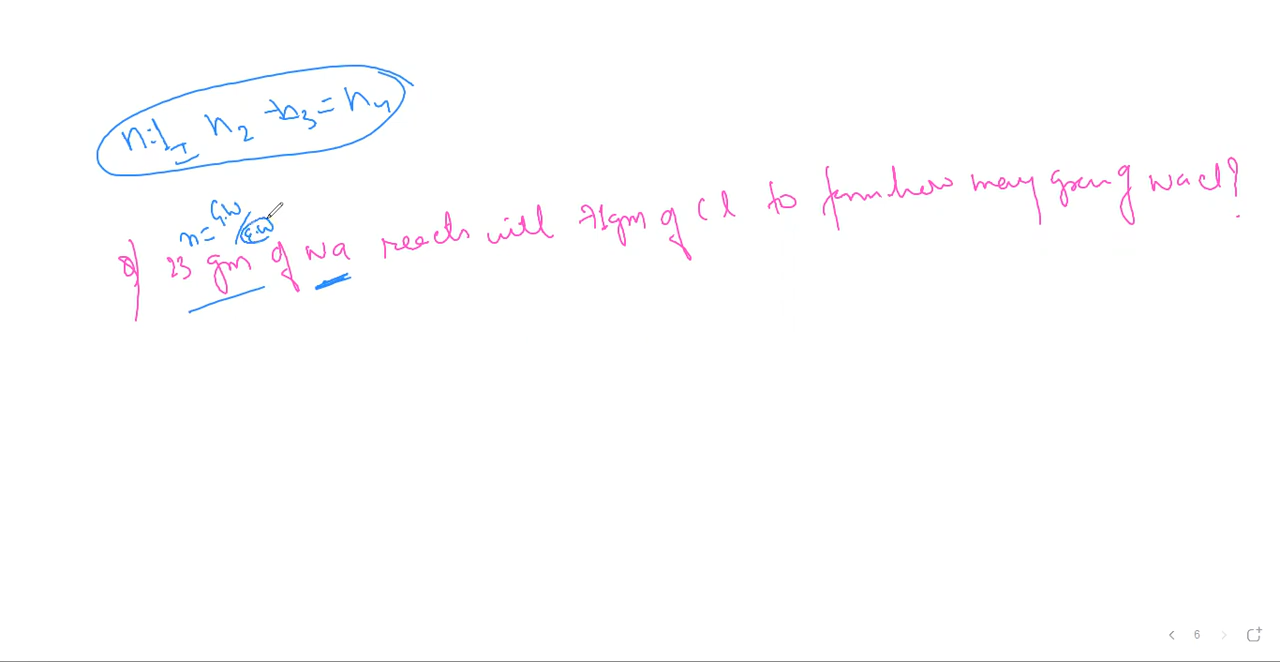 n=1 n2 n3 = n4
n = G.W / E.W
Q) 23 gm of Na reacts with 71gm of Cl to form how many gram of Nacl?
6